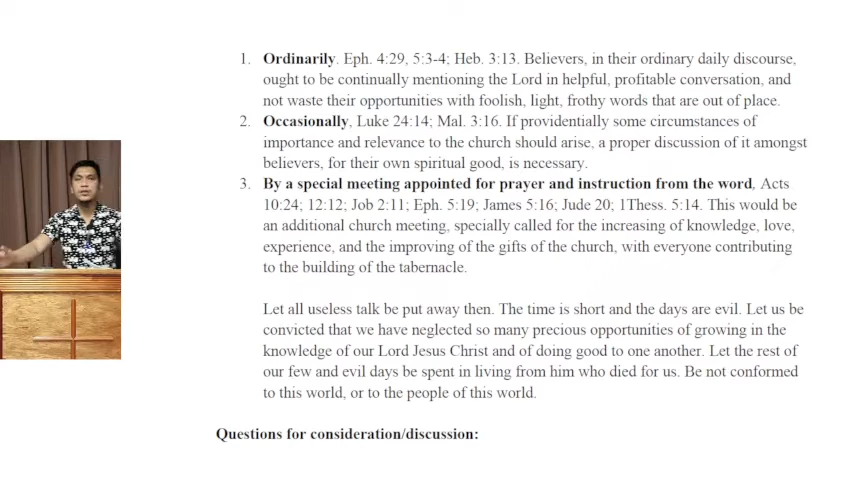 1. Ordinarily. Eph. 4:29, 5:3-4; Heb. 3:13. Believers, in their ordinary daily discourse,
ought to be continually mentioning the Lord in helpful, profitable conversation, and
not waste their opportunities with foolish, light, frothy words that are out of place.
2. Occasionally, Luke 24:14; Mal. 3:16. If providentially some circumstances of
importance and relevance to the church should arise, a proper discussion of it amongst
believers, for their own spiritual good, is necessary.
3. By a special meeting appointed for prayer and instruction from the word, Acts
10:24; 12:12; Job 2:11; Eph. 5:19; James 5:16; Jude 20; 1Thess. 5:14. This would be
an additional church meeting, specially called for the increasing of knowledge, love,
experience, and the improving of the gifts of the church, with everyone contributing
to the building of the tabernacle.
Let all useless talk be put away then. The time is short and the days are evil. Let us be
convicted that we have neglected so many precious opportunities of growing in the
knowledge of our Lord Jesus Christ and of doing good to one another. Let the rest of
our few and evil days be spent in living from him who died for us. Be not conformed
to this world, or to the people of this world.
Questions for consideration/discussion: